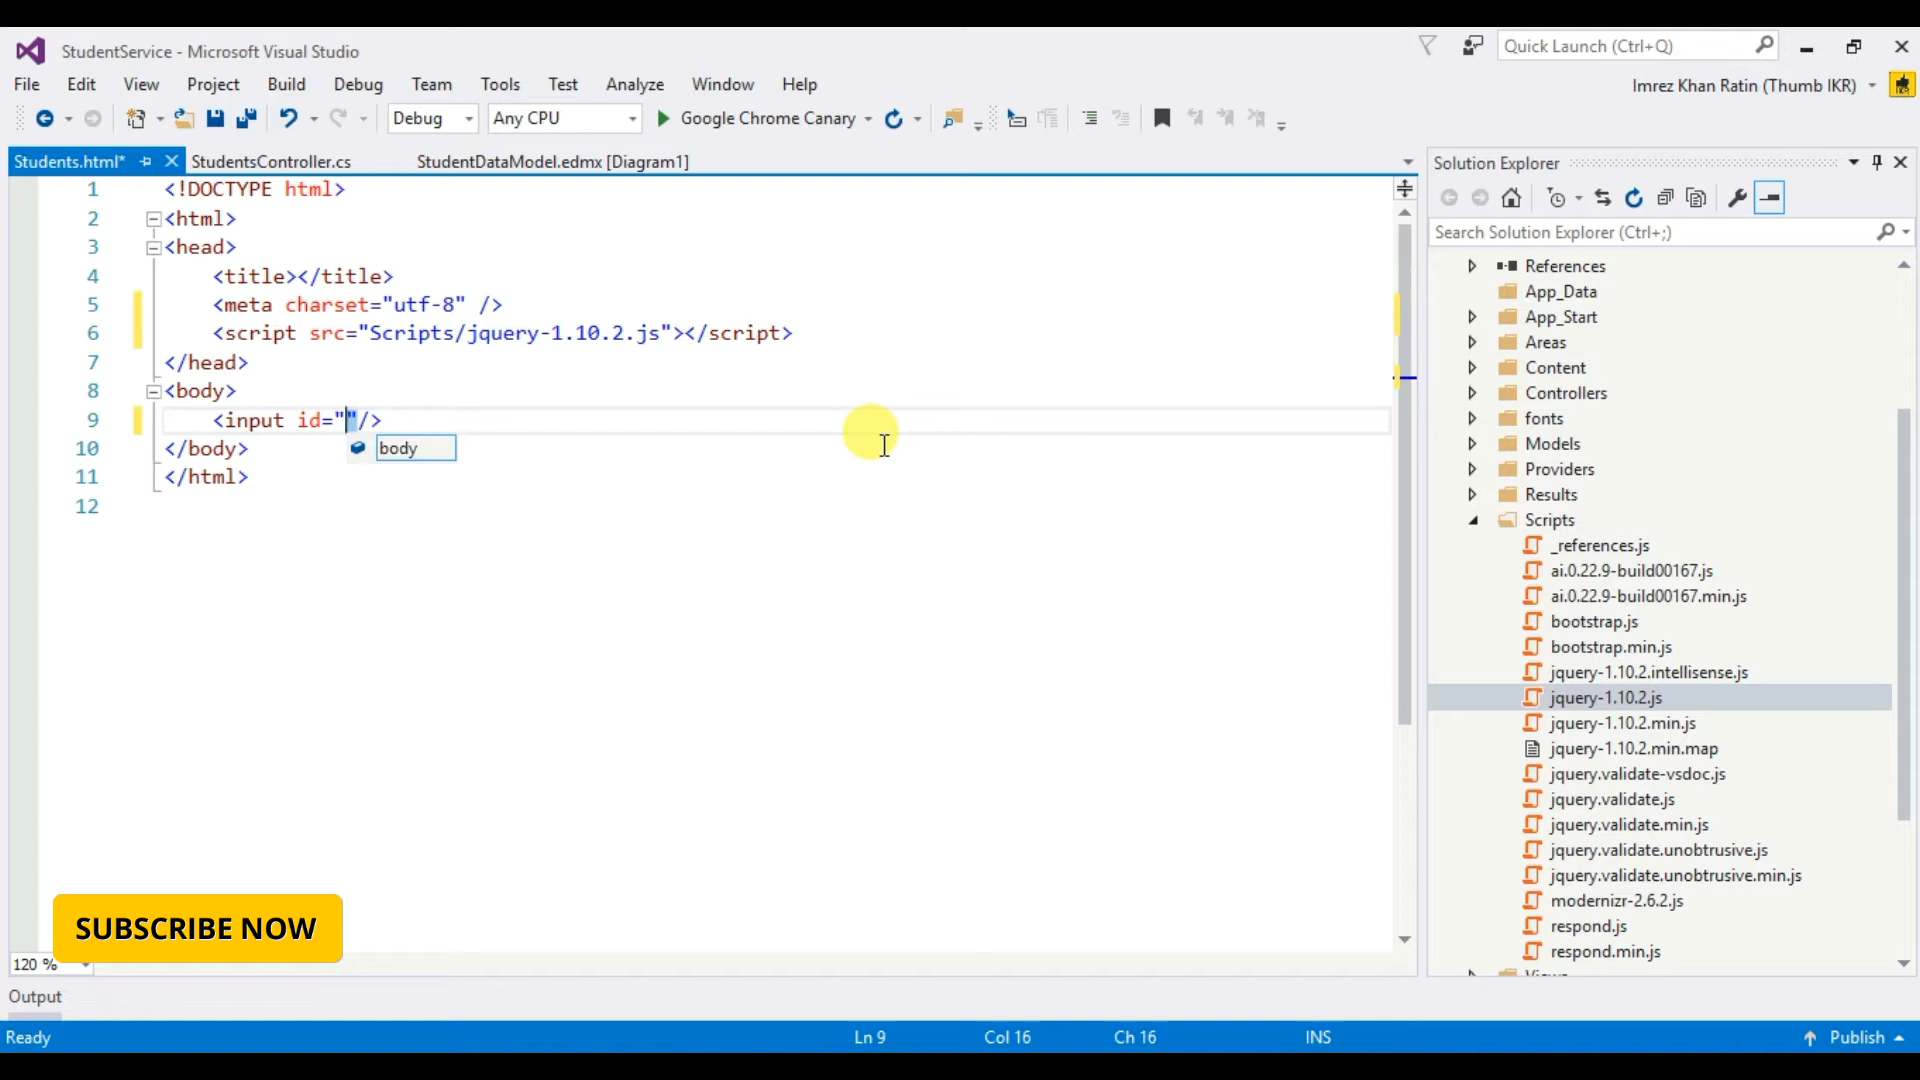 StudentService - Microsoft Visual Studio
Quick Launch (Ctrl+Q)
File Edit View Project Build Debug Team Tools Test Analyze Window Help
Imrez Khan Ratin (Thumb IKR)
Debug Any CPU Google Chrome Canary
Students.html* StudentsController.cs StudentDataModel.edmx [Diagram1]
1 <!DOCTYPE html>
2 <html>
3 <head>
4 <title></title>
5 <meta charset="utf-8" />
6 <script src="Scripts/jquery-1.10.2.js"></script>
7 </head>
8 <body>
9 <input id=""/>
body
10 </body>
11 </html>
12
Solution Explorer
Search Solution Explorer (Ctrl+;)
References
App_Data
App_Start
Areas
Content
Controllers
fonts
Models
Providers
Results
Scripts
_references.js
ai.0.22.9-build00167.js
ai.0.22.9-build00167.min.js
bootstrap.js
bootstrap.min.js
jquery-1.10.2.intellisense.js
jquery-1.10.2.js
jquery-1.10.2.min.js
jquery-1.10.2.min.map
jquery.validate-vsdoc.js
jquery.validate.js
jquery.validate.min.js
jquery.validate.unobtrusive.js
jquery.validate.unobtrusive.min.js
modernizr-2.6.2.js
respond.js
respond.min.js
SUBSCRIBE NOW
120 %
Output
Ready Ln 9 Col 16 Ch 16 INS Publish